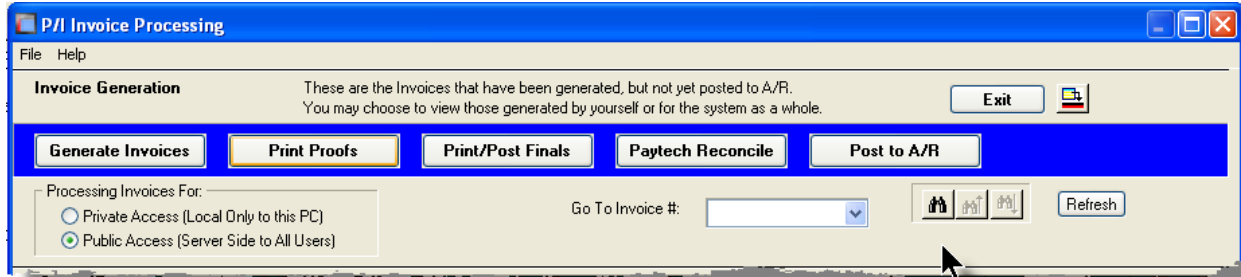 P/I Invoice Processing
File Help
Invoice Generation
These are the Invoices that have been generated, but not yet posted to A/R.
You may choose to view those generated by yourself or for the system as a whole.
Exit
Generate Invoices Print Proofs Print/Post Finals Paytech Reconcile Post to A/R
Processing Invoices For:
Private Access (Local Only to this PC)
Public Access (Server Side to All Users)
Go To Invoice #:
Refresh